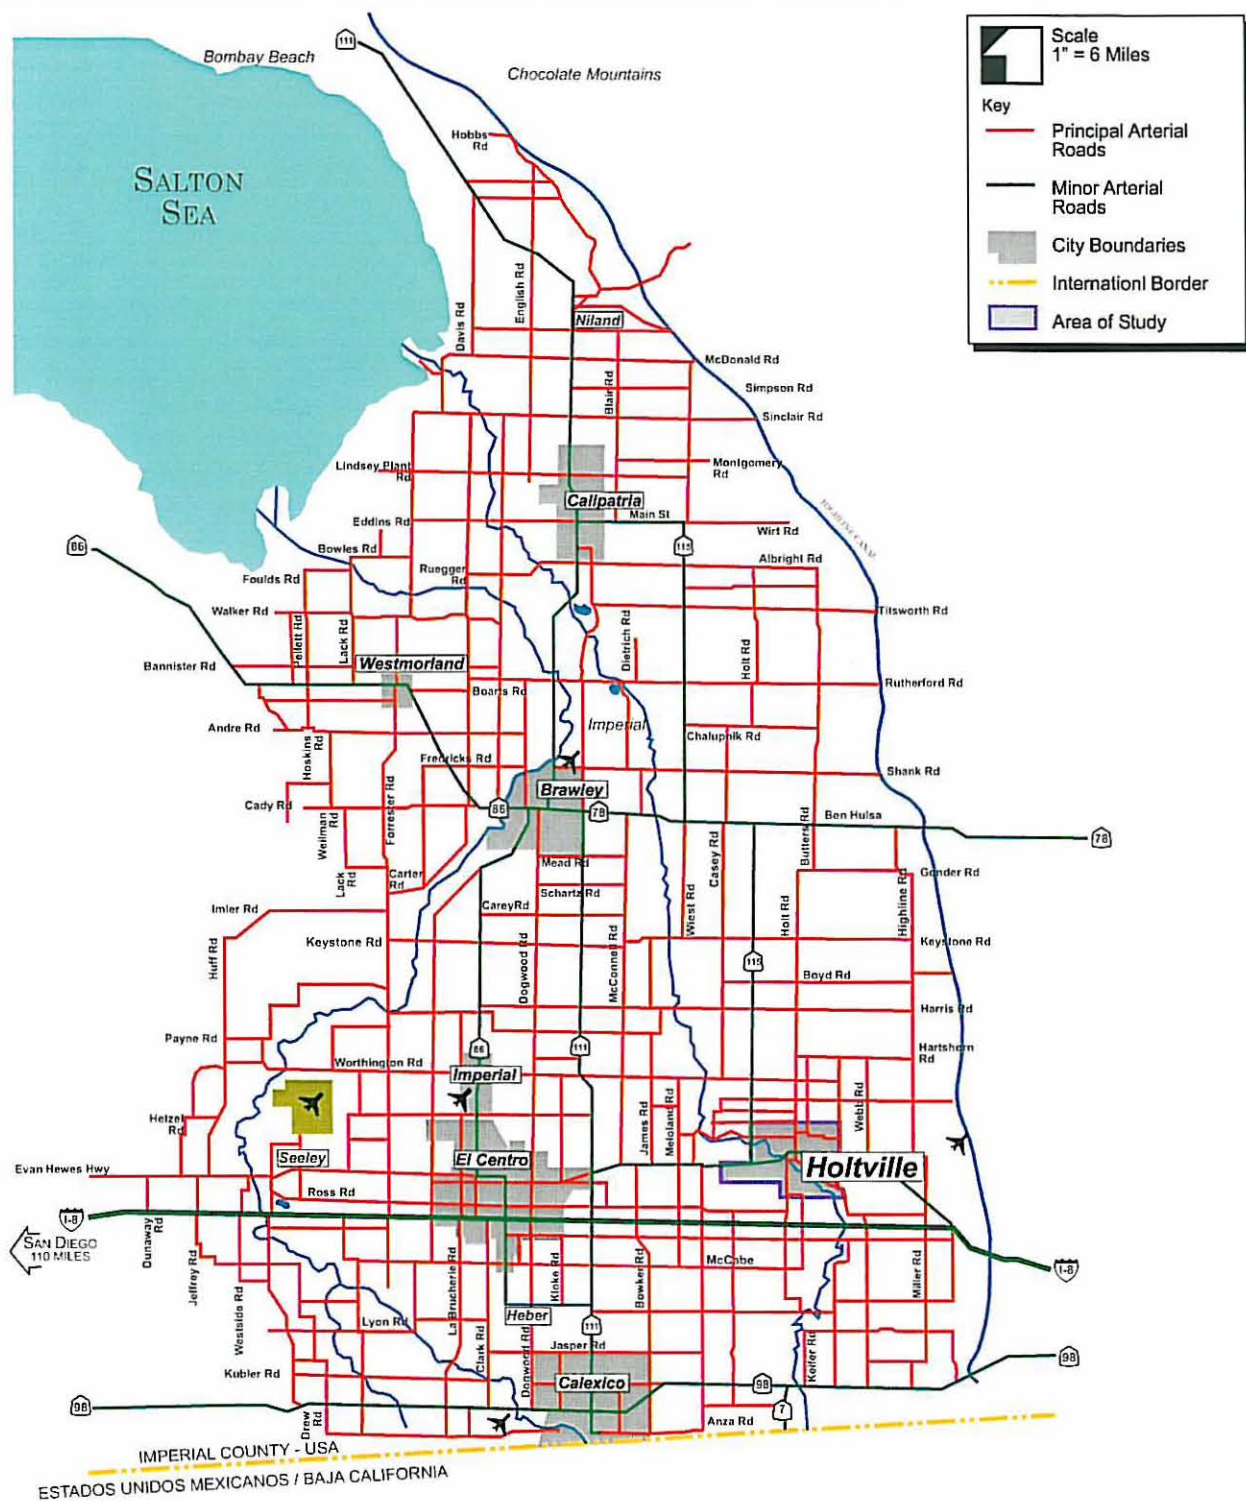 111
Bombay Beach
Chocolate Mountains
Scale
1" = 6 Miles
Key
Principal Arterial
Roads
Minor Arterial
Roads
City Boundaries
Internationl Border
Area of Study
SALTON
SEA
Hobbs
Rd
English Rd
Davis Rd
Niland
McDonald Rd
Blair Rd
Simpson Rd
Sinclair Rd
Lindsey Plant
Rd
Montgomery
Rd
Calipatria
Main St
Eddins Rd
Wirt Rd
86
115
Bowles Rd
Albright Rd
Foulds Rd
Ruegger
Rd
Walker Rd
Titsworth Rd
Pellett Rd
Lack Rd
Dietrich Rd
Holt Rd
Bannister Rd
Westmorland
Boarts Rd
Rutherford Rd
Andre Rd
Imperial
Chalupnik Rd
Hoskins
Rd
Fredricks Rd
Shank Rd
Forrester Rd
Brawley
Cady Rd
86
78
Ben Hulsa
78
Weilman
Rd
Butters Rd
Casey Rd
Mead Rd
Lack
Rd
Carter
Rd
Gonder Rd
Highline Rd
Schartz Rd
Imler Rd
Carey Rd
Wiest Rd
Holt Rd
Huff Rd
Keystone Rd
Keystone Rd
Dogwood Rd
McConnell Rd
115
Boyd Rd
Harris Rd
Payne Rd
86
111
Hartshorn
Rd
Worthington Rd
Imperial
Webb Rd
Hetzel
Rd
James Rd
Meloland Rd
Seeley
El Centro
Holtville
Evan Hewes Hwy
Ross Rd
I-8
SAN DIEGO
110 MILES
Dunaway
Rd
Jeffrey Rd
Westside Rd
La Brucherie Rd
Kloke Rd
Bowker Rd
McCabe
Miller Rd
I-8
Lyon Rd
Heber
111
Clark Rd
Jasper Rd
Keifer Rd
98
Kubler Rd
Calexico
98
98
Drew
Rd
7
Anza Rd
IMPERIAL COUNTY - USA
ESTADOS UNIDOS MEXICANOS / BAJA CALIFORNIA